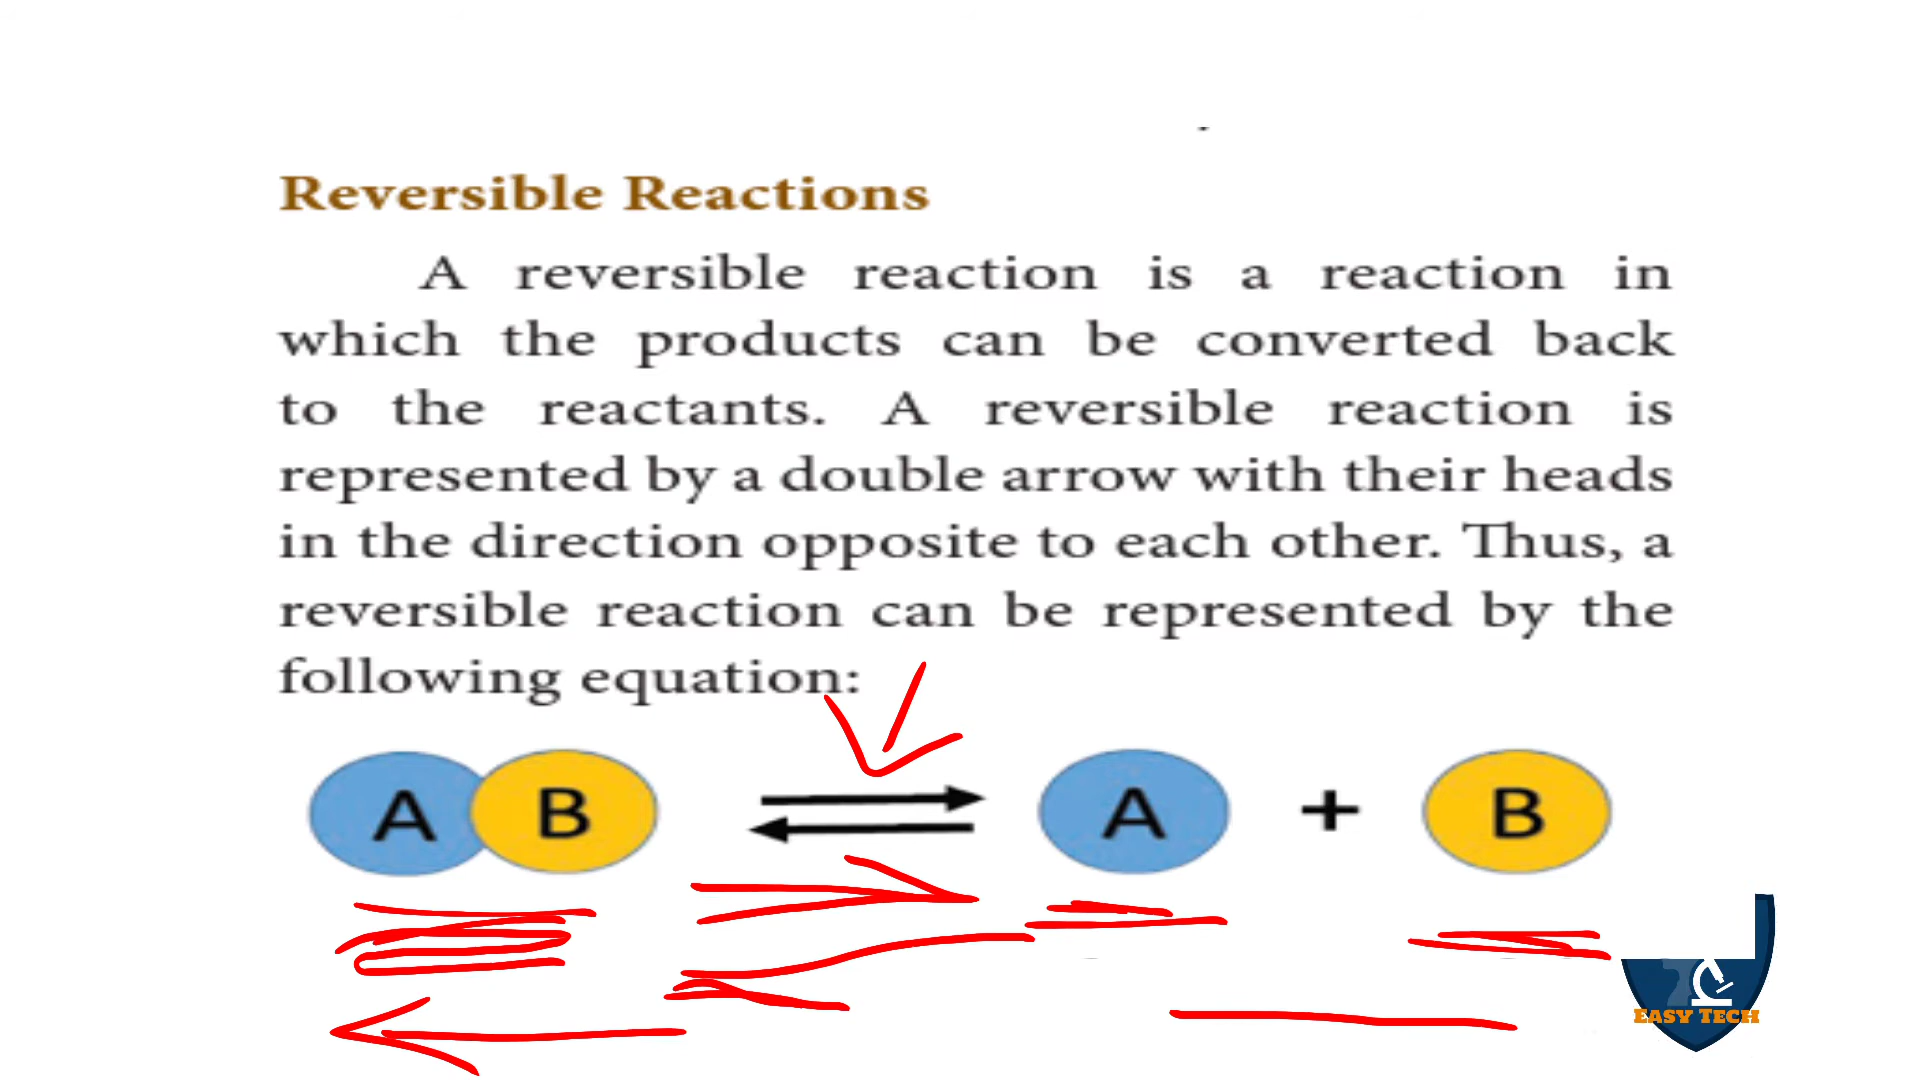 Reversible Reactions
A reversible reaction is a reaction in
which the products can be converted back
to the reactants. A reversible reaction is
represented by a double arrow with their heads
in the direction opposite to each other. Thus, a
reversible reaction can be represented by the
following equation:
A B ⇌ A + B
EASY TECH